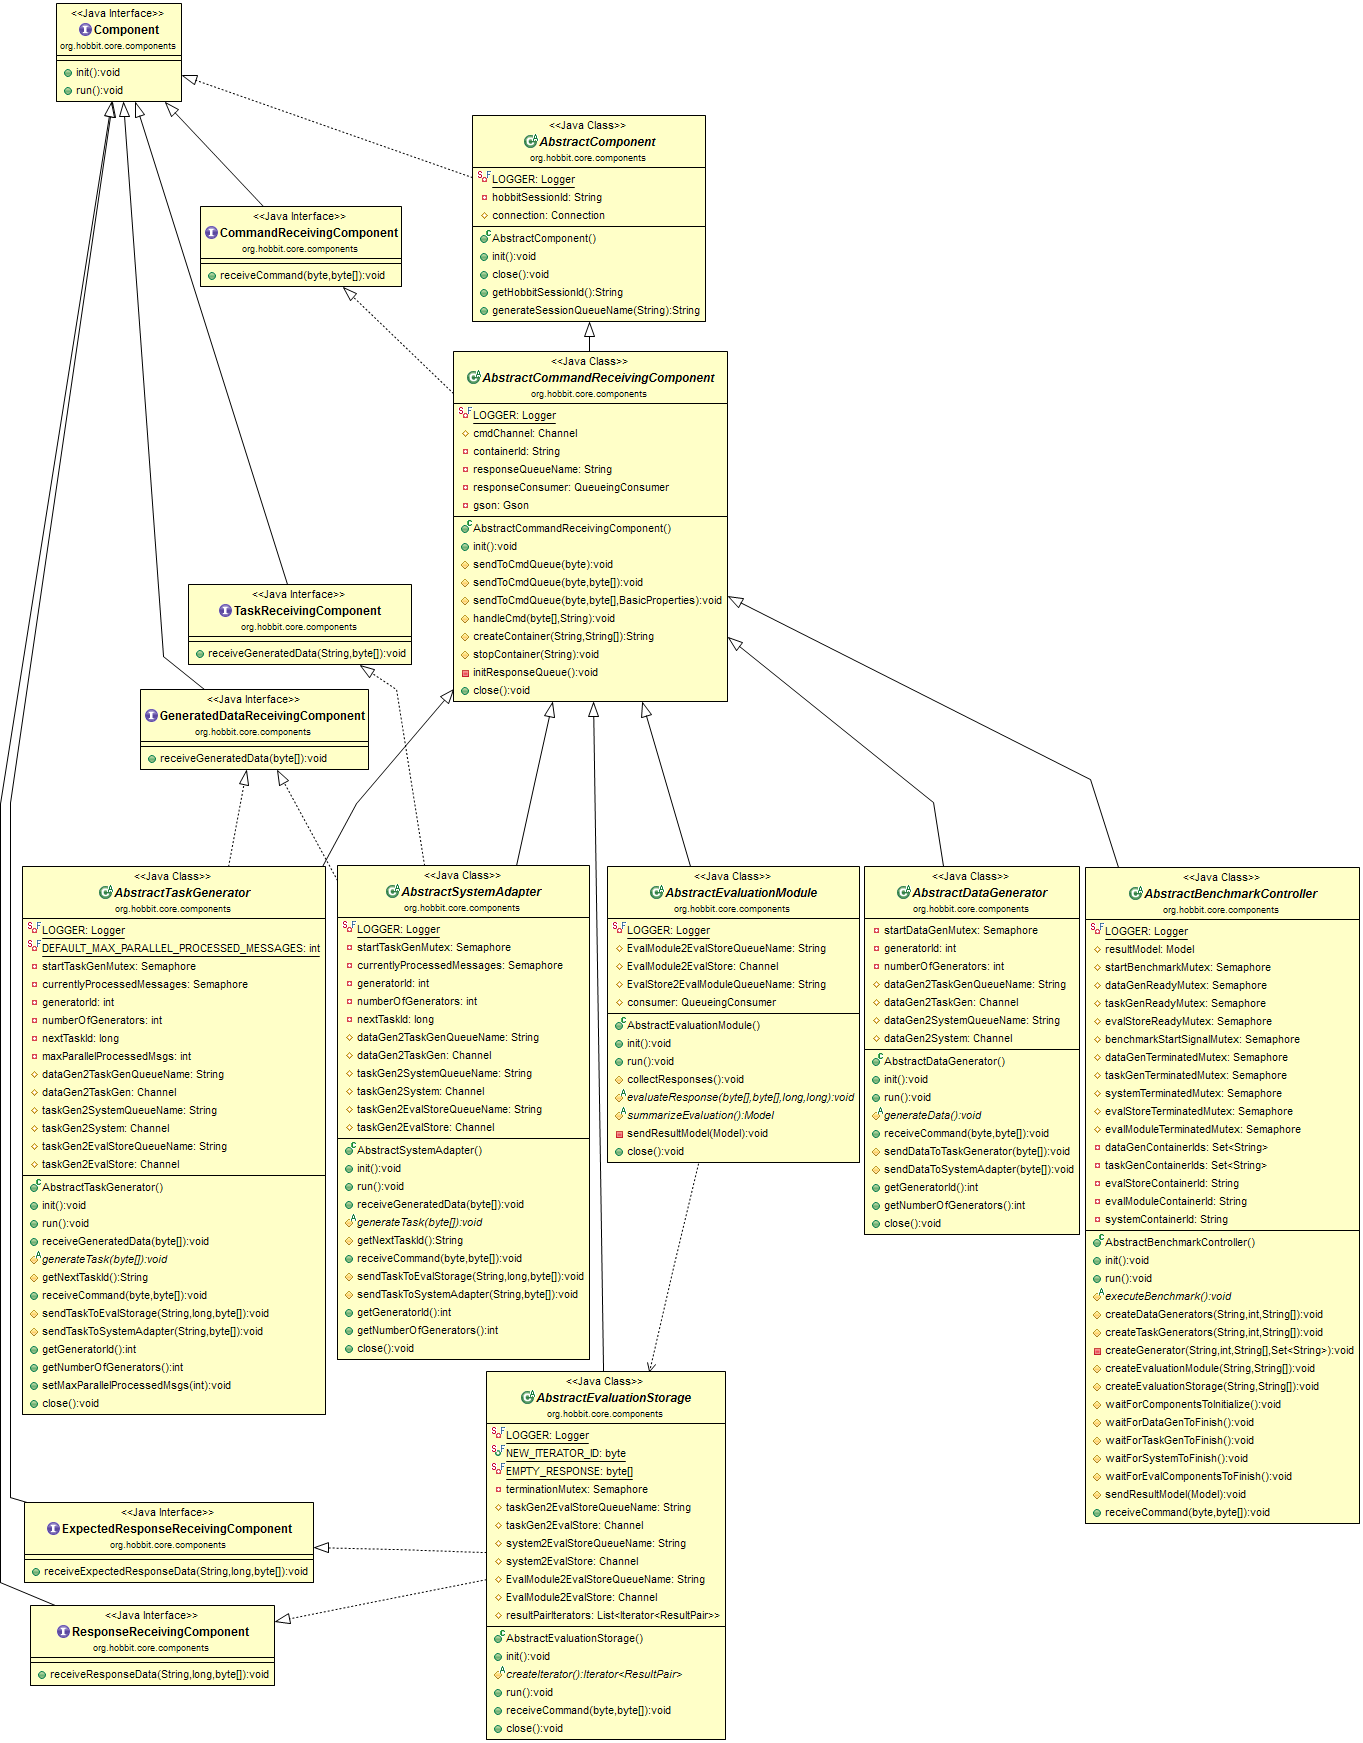 <<Java Interface>>
Component
org.hobbit.core.components
init():void
run():void
<<Java Class>>
AbstractComponent
org.hobbit.core.components
LOGGER: Logger
hobbitSessionId: String
connection: Connection
AbstractComponent()
init():void
close():void
getHobbitSessionId():String
generateSessionQueueName(String):String
<<Java Interface>>
CommandReceivingComponent
org.hobbit.core.components
receiveCommand(byte,byte[]):void
<<Java Class>>
AbstractCommandReceivingComponent
org.hobbit.core.components
LOGGER: Logger
cmdChannel: Channel
containerId: String
responseQueueName: String
responseConsumer: QueueingConsumer
gson: Gson
AbstractCommandReceivingComponent()
init():void
sendToCmdQueue(byte):void
sendToCmdQueue(byte,byte[]):void
sendToCmdQueue(byte,byte[],BasicProperties):void
handleCmd(byte[],String):void
createContainer(String,String[]):String
stopContainer(String):void
initResponseQueue():void
close():void
<<Java Interface>>
TaskReceivingComponent
org.hobbit.core.components
receiveGeneratedData(String,byte[]):void
<<Java Interface>>
GeneratedDataReceivingComponent
org.hobbit.core.components
receiveGeneratedData(byte[]):void
<<Java Class>>
AbstractTaskGenerator
org.hobbit.core.components
LOGGER: Logger
DEFAULT_MAX_PARALLEL_PROCESSED_MESSAGES: int
startTaskGenMutex: Semaphore
currentlyProcessedMessages: Semaphore
generatorId: int
numberOfGenerators: int
nextTaskId: long
maxParallelProcessedMsgs: int
dataGen2TaskGenQueueName: String
dataGen2TaskGen: Channel
taskGen2SystemQueueName: String
taskGen2System: Channel
taskGen2EvalStoreQueueName: String
taskGen2EvalStore: Channel
AbstractTaskGenerator()
init():void
run():void
receiveGeneratedData(byte[]):void
generateTask(byte[]):void
getNextTaskId():String
receiveCommand(byte,byte[]):void
sendTaskToEvalStorage(String,long,byte[]):void
sendTaskToSystemAdapter(String,byte[]):void
getGeneratorId():int
getNumberOfGenerators():int
setMaxParallelProcessedMsgs(int):void
close():void
<<Java Class>>
AbstractSystemAdapter
org.hobbit.core.components
LOGGER: Logger
startTaskGenMutex: Semaphore
currentlyProcessedMessages: Semaphore
generatorId: int
numberOfGenerators: int
nextTaskId: long
dataGen2TaskGenQueueName: String
dataGen2TaskGen: Channel
taskGen2SystemQueueName: String
taskGen2System: Channel
taskGen2EvalStoreQueueName: String
taskGen2EvalStore: Channel
AbstractSystemAdapter()
init():void
run():void
receiveGeneratedData(byte[]):void
generateTask(byte[]):void
getNextTaskId():String
receiveCommand(byte,byte[]):void
sendTaskToEvalStorage(String,long,byte[]):void
sendTaskToSystemAdapter(String,byte[]):void
getGeneratorId():int
getNumberOfGenerators():int
close():void
<<Java Class>>
AbstractEvaluationModule
org.hobbit.core.components
LOGGER: Logger
EvalModule2EvalStoreQueueName: String
EvalModule2EvalStore: Channel
EvalStore2EvalModuleQueueName: String
consumer: QueueingConsumer
AbstractEvaluationModule()
init():void
run():void
collectResponses():void
evaluateResponse(byte[],byte[],long,long):void
summarizeEvaluation():Model
sendResultModel(Model):void
close():void
<<Java Class>>
AbstractDataGenerator
org.hobbit.core.components
startDataGenMutex: Semaphore
generatorId: int
numberOfGenerators: int
dataGen2TaskGenQueueName: String
dataGen2TaskGen: Channel
dataGen2SystemQueueName: String
dataGen2System: Channel
AbstractDataGenerator()
init():void
run():void
generateData():void
receiveCommand(byte,byte[]):void
sendDataToTaskGenerator(byte[]):void
sendDataToSystemAdapter(byte[]):void
getGeneratorId():int
getNumberOfGenerators():int
close():void
<<Java Class>>
AbstractBenchmarkController
org.hobbit.core.components
LOGGER: Logger
resultModel: Model
startBenchmarkMutex: Semaphore
dataGenReadyMutex: Semaphore
taskGenReadyMutex: Semaphore
evalStoreReadyMutex: Semaphore
benchmarkStartSignalMutex: Semaphore
dataGenTerminatedMutex: Semaphore
taskGenTerminatedMutex: Semaphore
systemTerminatedMutex: Semaphore
evalStoreTerminatedMutex: Semaphore
evalModuleTerminatedMutex: Semaphore
dataGenContainerIds: Set<String>
taskGenContainerIds: Set<String>
evalStoreContainerId: String
evalModuleContainerId: String
systemContainerId: String
AbstractBenchmarkController()
init():void
run():void
executeBenchmark():void
createDataGenerators(String,int,String[]):void
createTaskGenerators(String,int,String[]):void
createGenerator(String,int,String[],Set<String>):void
createEvaluationModule(String,String[]):void
createEvaluationStorage(String,String[]):void
waitForComponentsToInitialize():void
waitForDataGenToFinish():void
waitForTaskGenToFinish():void
waitForSystemToFinish():void
waitForEvalComponentsToFinish():void
sendResultModel(Model):void
receiveCommand(byte,byte[]):void
<<Java Class>>
AbstractEvaluationStorage
org.hobbit.core.components
LOGGER: Logger
NEW_ITERATOR_ID: byte
EMPTY_RESPONSE: byte[]
terminationMutex: Semaphore
taskGen2EvalStoreQueueName: String
taskGen2EvalStore: Channel
system2EvalStoreQueueName: String
system2EvalStore: Channel
EvalModule2EvalStoreQueueName: String
EvalModule2EvalStore: Channel
resultPairIterators: List<Iterator<ResultPair>>
AbstractEvaluationStorage()
init():void
createIterator():Iterator<ResultPair>
run():void
receiveCommand(byte,byte[]):void
close():void
<<Java Interface>>
ExpectedResponseReceivingComponent
org.hobbit.core.components
receiveExpectedResponseData(String,long,byte[]):void
<<Java Interface>>
ResponseReceivingComponent
org.hobbit.core.components
receiveResponseData(String,long,byte[]):void